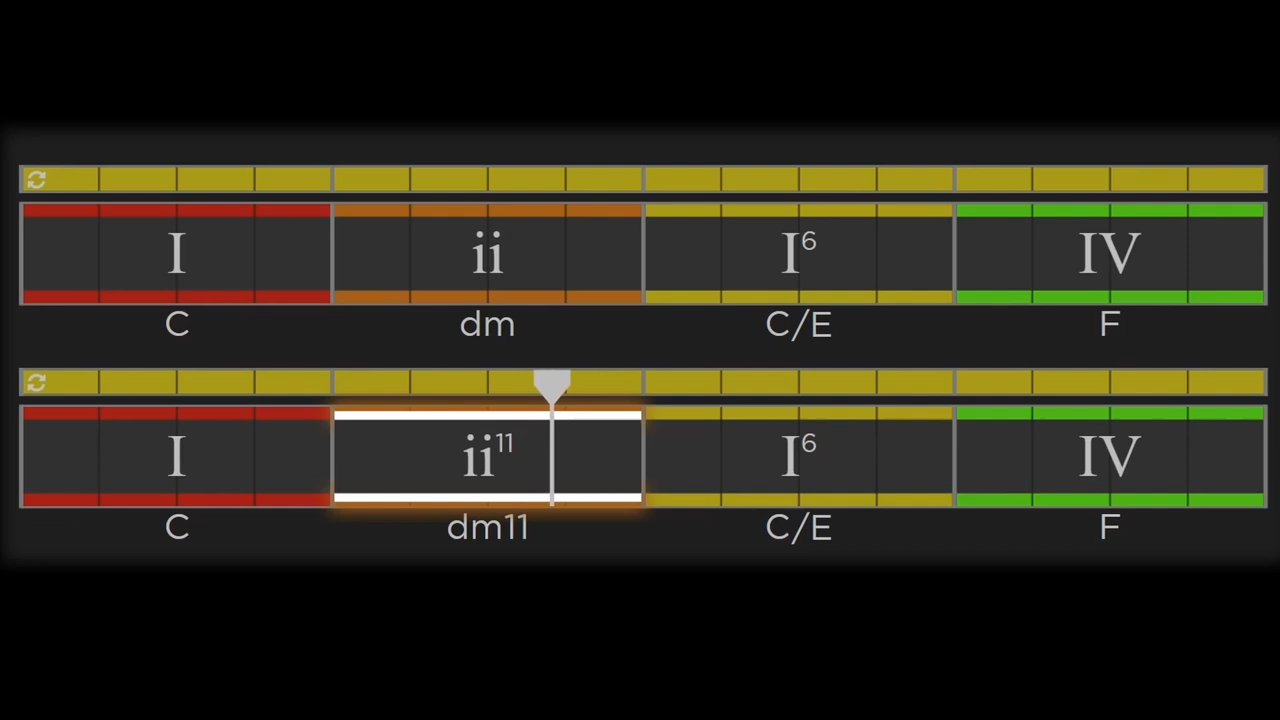 I ii I⁶ IV
C dm C/E F
I ii¹¹ I⁶ IV
C dm11 C/E F